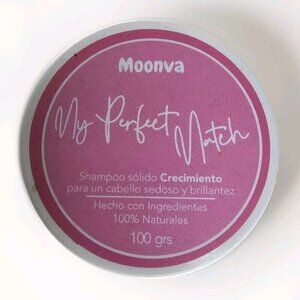 Moonva
My Perfect Match
Shampoo sólido Crecimiento
para un cabello sedoso y brillantez
Hecho con Ingredientes
100% Naturales
100 grs